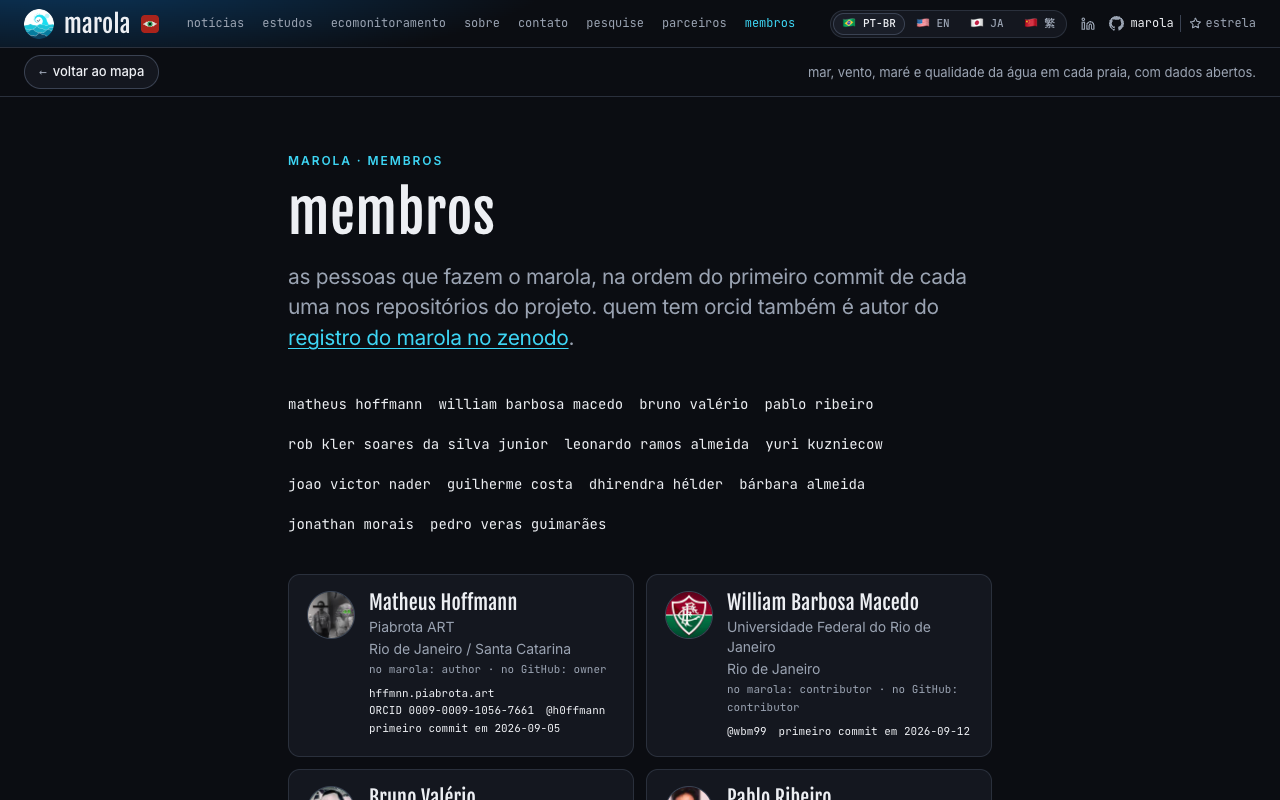 marola
notícias estudos ecomonitoramento sobre contato pesquise parceiros membros
PT-BR EN JA 繁
marola estrela
← voltar ao mapa
mar, vento, maré e qualidade da água em cada praia, com dados abertos.
MAROLA · MEMBROS
membros
as pessoas que fazem o marola, na ordem do primeiro commit de cada
uma nos repositórios do projeto. quem tem orcid também é autor do
registro do marola no zenodo.
matheus hoffmann william barbosa macedo bruno valério pablo ribeiro
rob kler soares da silva junior leonardo ramos almeida yuri kuzniecow
joao victor nader guilherme costa dhirendra hélder bárbara almeida
jonathan morais pedro veras guimarães
Matheus Hoffmann
Piabrota ART
Rio de Janeiro / Santa Catarina
no marola: author · no GitHub: owner
hffmnn.piabrota.art
ORCID 0009-0009-1056-7661 @h0ffmann
primeiro commit em 2026-09-05
William Barbosa Macedo
Universidade Federal do Rio de
Janeiro
Rio de Janeiro
no marola: contributor · no GitHub:
contributor
@wbm99 primeiro commit em 2026-09-12
Bruno Valério
Pablo Ribeiro